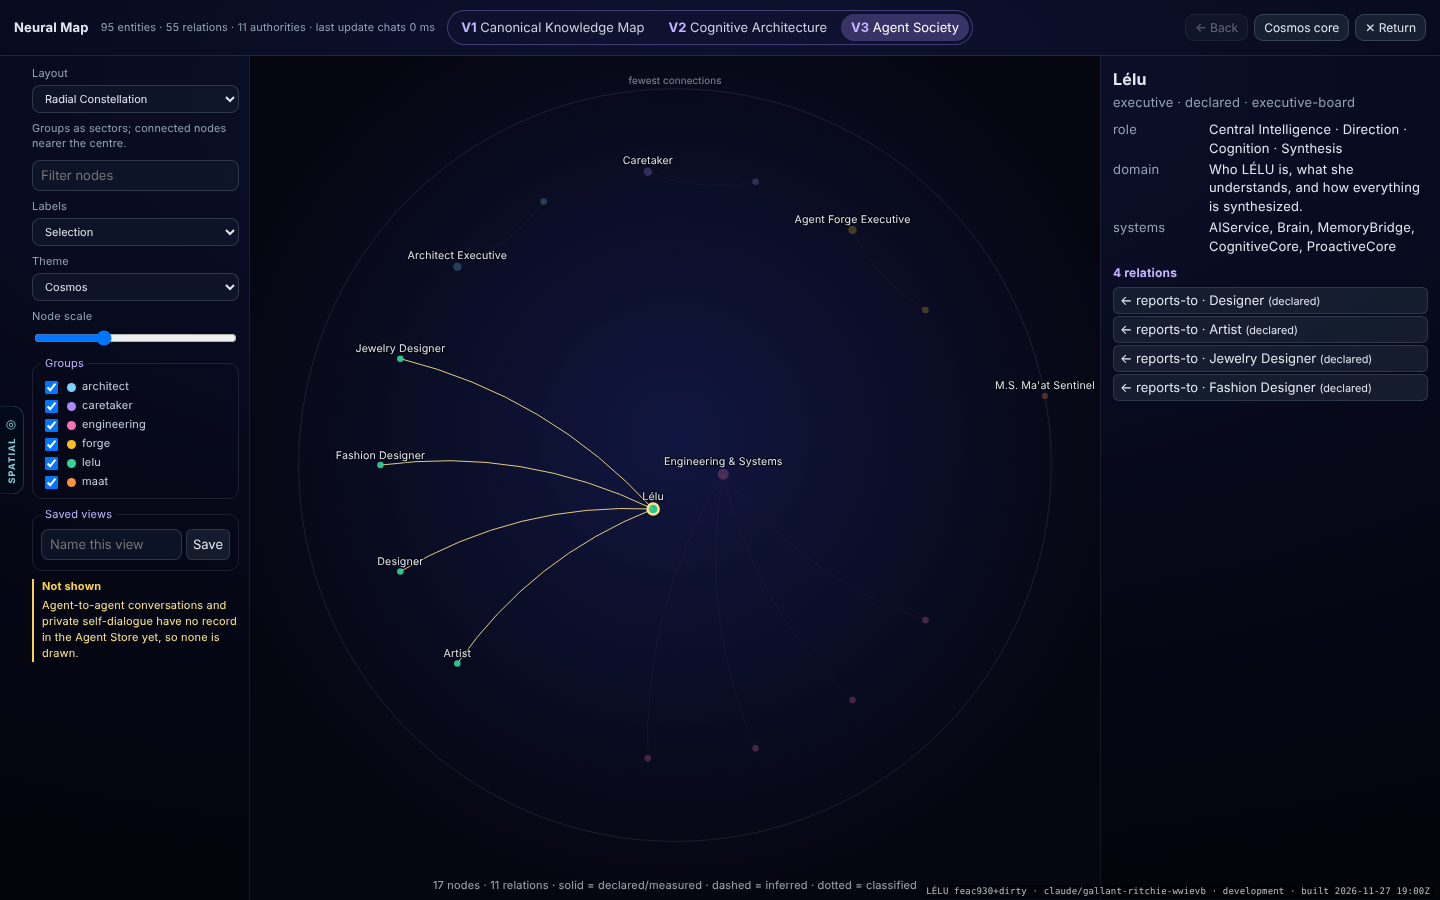 Neural Map
95 entities · 55 relations · 11 authorities · last update chats 0 ms
V1 Canonical Knowledge Map
V2 Cognitive Architecture
V3 Agent Society
← Back
Cosmos core
✕ Return
Layout
Radial Constellation
Groups as sectors; connected nodes
nearer the centre.
Filter nodes
Labels
Selection
Theme
Cosmos
Node scale
Groups
architect
caretaker
engineering
forge
lelu
maat
SPATIAL ◎
Saved views
Name this view
Save
Not shown
Agent-to-agent conversations and
private self-dialogue have no record
in the Agent Store yet, so none is
drawn.
fewest connections
Caretaker
Agent Forge Executive
Architect Executive
Jewelry Designer
M.S. Ma'at Sentinel
Fashion Designer
Engineering & Systems
Lélu
Designer
Artist
17 nodes · 11 relations · solid = declared/measured · dashed = inferred · dotted = classified
Lélu
executive · declared · executive-board
role
Central Intelligence · Direction ·
Cognition · Synthesis
domain
Who LÉLU is, what she
understands, and how everything
is synthesized.
systems
AIService, Brain, MemoryBridge,
CognitiveCore, ProactiveCore
4 relations
← reports-to · Designer (declared)
← reports-to · Artist (declared)
← reports-to · Jewelry Designer (declared)
← reports-to · Fashion Designer (declared)
LÉLU feac930+dirty · claude/gallant-ritchie-wwievb · development · built 2026-11-27 19:00Z